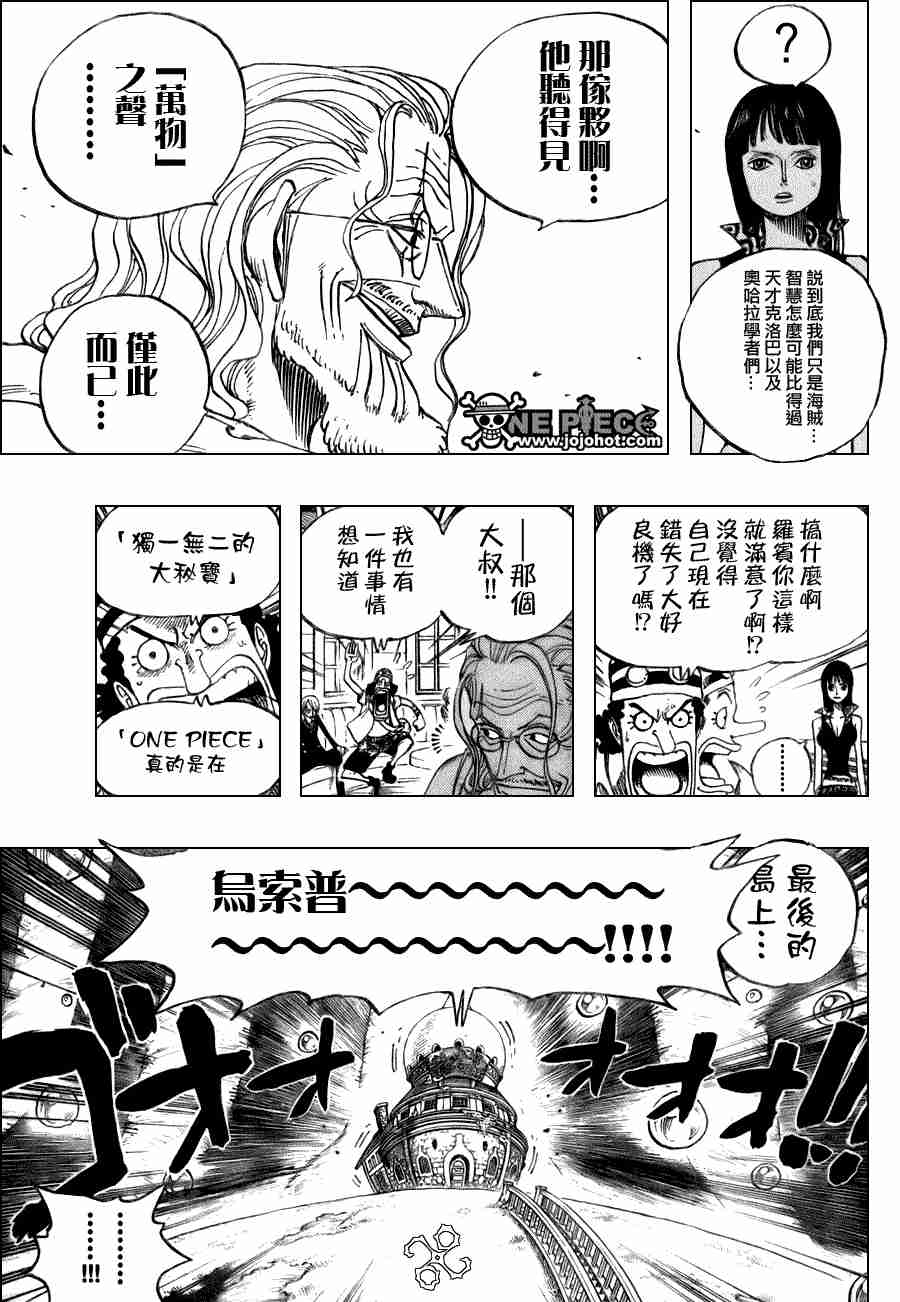 ?
說到底我們只是海賊…
智慧怎麼可能比得過
天才克洛巴以及
奧哈拉學者們…
那傢夥啊…
他聽得見
「萬物」
之聲
………
僅此
而已…
ONE PIECE
www.jojohot.com
搞什麼啊
羅賓你這樣
就滿意了啊!?
沒覺得
自己現在
錯失了大好
良機了嗎!?
……
——那個
大叔!!
我也有
一件事情
想知道
「獨一無二的
大秘寶」
「ONE PIECE」
真的是在
最後的
島上…
烏索普～～～～～～～～
～～～～～～～～～～!!!!
ゴオオオオ!!!
………
………!!!